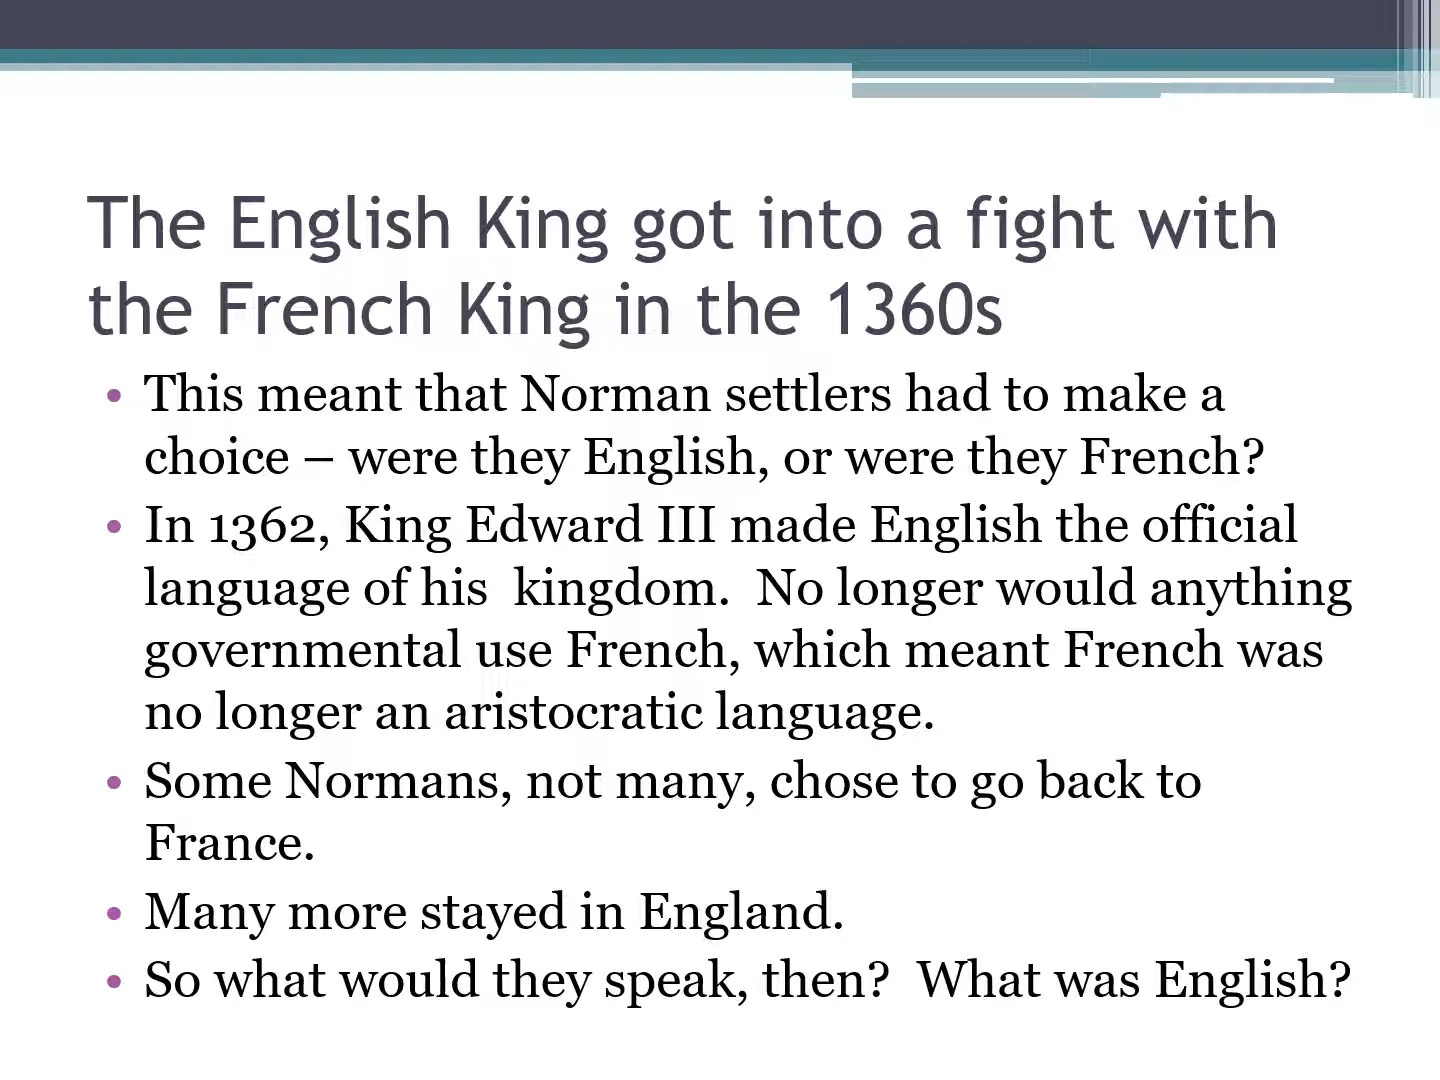 The English King got into a fight with
the French King in the 1360s
• This meant that Norman settlers had to make a
choice – were they English, or were they French?
• In 1362, King Edward III made English the official
language of his  kingdom.  No longer would anything
governmental use French, which meant French was
no longer an aristocratic language.
• Some Normans, not many, chose to go back to
France.
• Many more stayed in England.
• So what would they speak, then?  What was English?